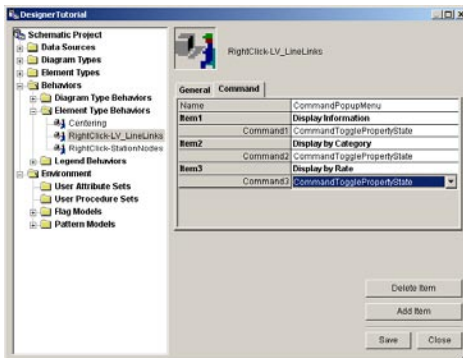 DesignerTutorial
Schematic Project
Data Sources
Diagram Types
Element Types
Behaviors
Diagram Type Behaviors
Element Type Behaviors
Centering
RightClick-LV_LineLinks
RightClick-StationNodes
Legend Behaviors
Environment
User Attribute Sets
User Procedure Sets
Flag Models
Pattern Models
RightClick-LV_LineLinks
General Command
Name CommandPopupMenu
Item1 Display Information
Command1 CommandTogglePropertyState
Item2 Display by Category
Command2 CommandTogglePropertyState
Item3 Display by Rate
Command3 CommandTogglePropertyState
Delete Item
Add Item
Save Close